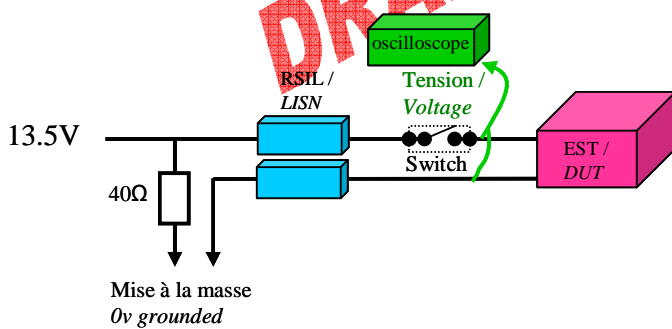 oscilloscope
RSIL /
LISN
Tension /
Voltage
13.5V
Switch
EST /
DUT
40Ω
Mise à la masse
0v grounded